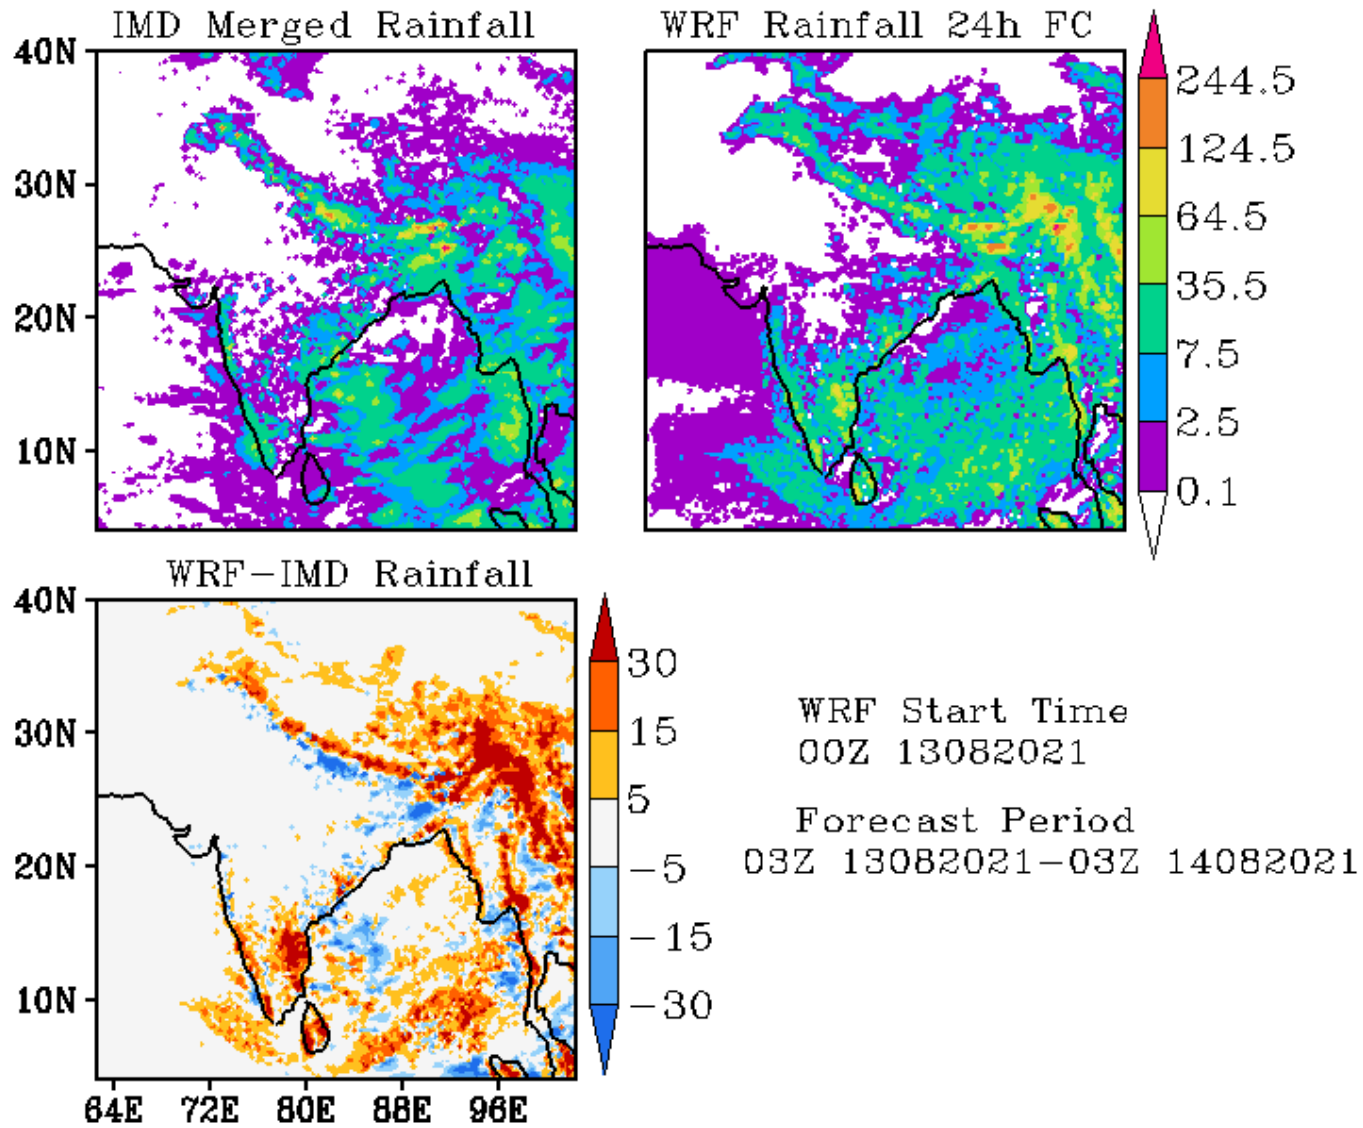 IMD Merged Rainfall
WRF Rainfall 24h FC
40N
30N
20N
10N
244.5
124.5
64.5
35.5
7.5
2.5
0.1
WRF-IMD Rainfall
40N
30N
20N
10N
64E 72E 80E 88E 96E
30
15
5
-5
-15
-30
WRF Start Time
00Z 13082021
Forecast Period
03Z 13082021-03Z 14082021